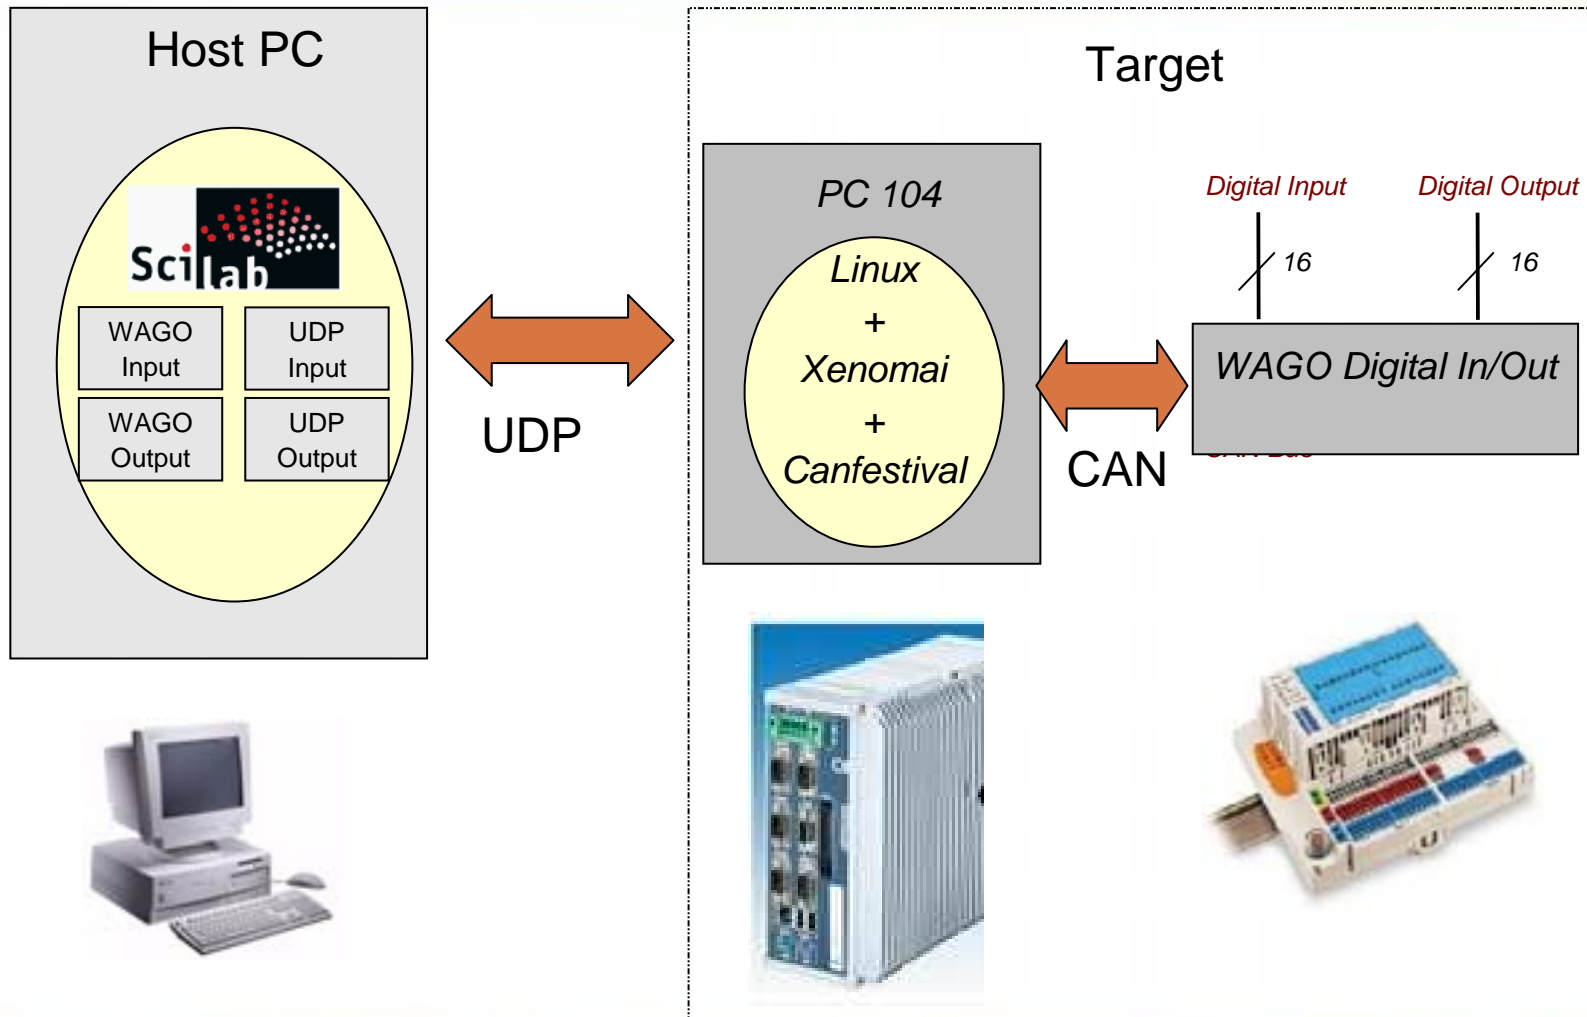 Host PC
Scilab
WAGO
Input
UDP
Input
WAGO
Output
UDP
Output
UDP
Target
PC 104
Linux
+
Xenomai
+
Canfestival
CAN
Digital Input
Digital Output
16
16
WAGO Digital In/Out